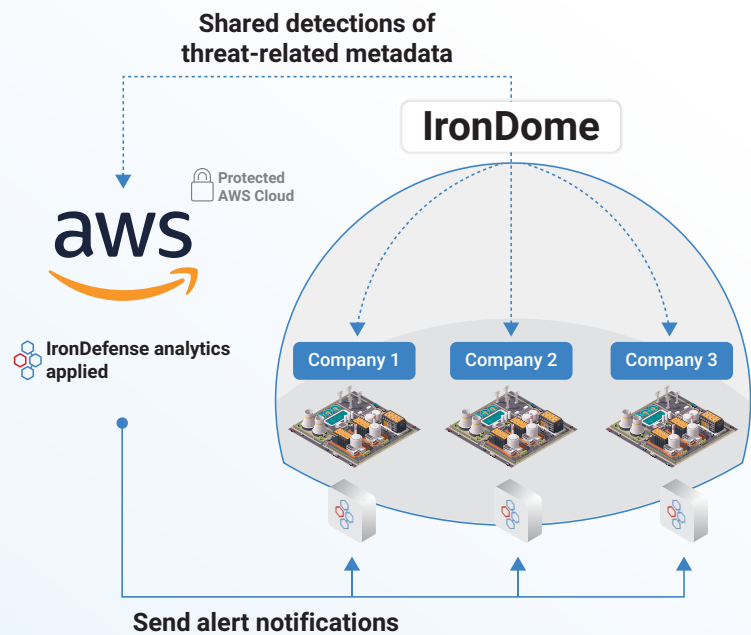 Shared detections of
threat-related metadata
IronDome
Protected
AWS Cloud
aws
IronDefense analytics
applied
Company 1
Company 2
Company 3
Send alert notifications